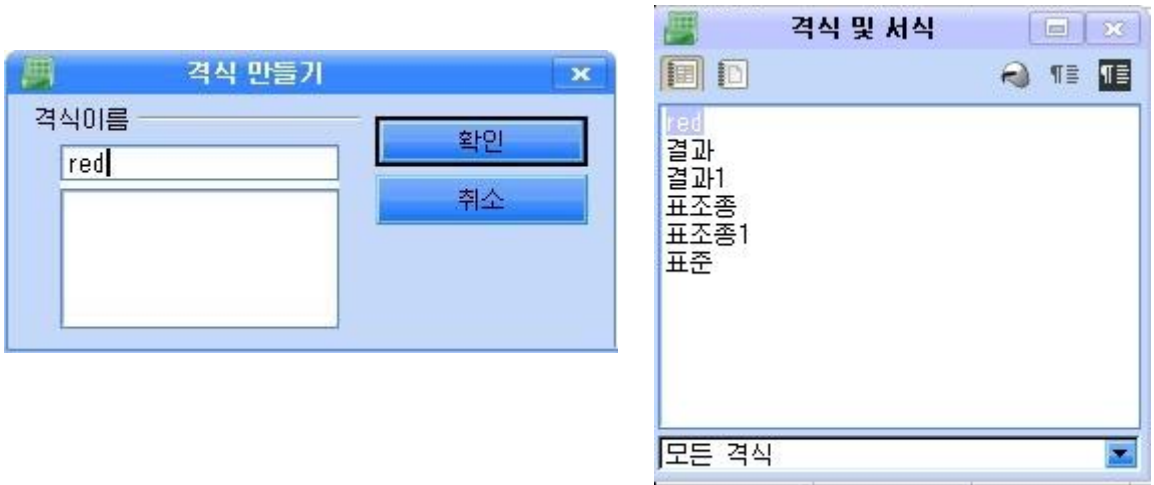 격식 만들기
격식이름
red
확인
취소
격식 및 서식
red
결과
결과1
표조종
표조종1
표준
모든 격식